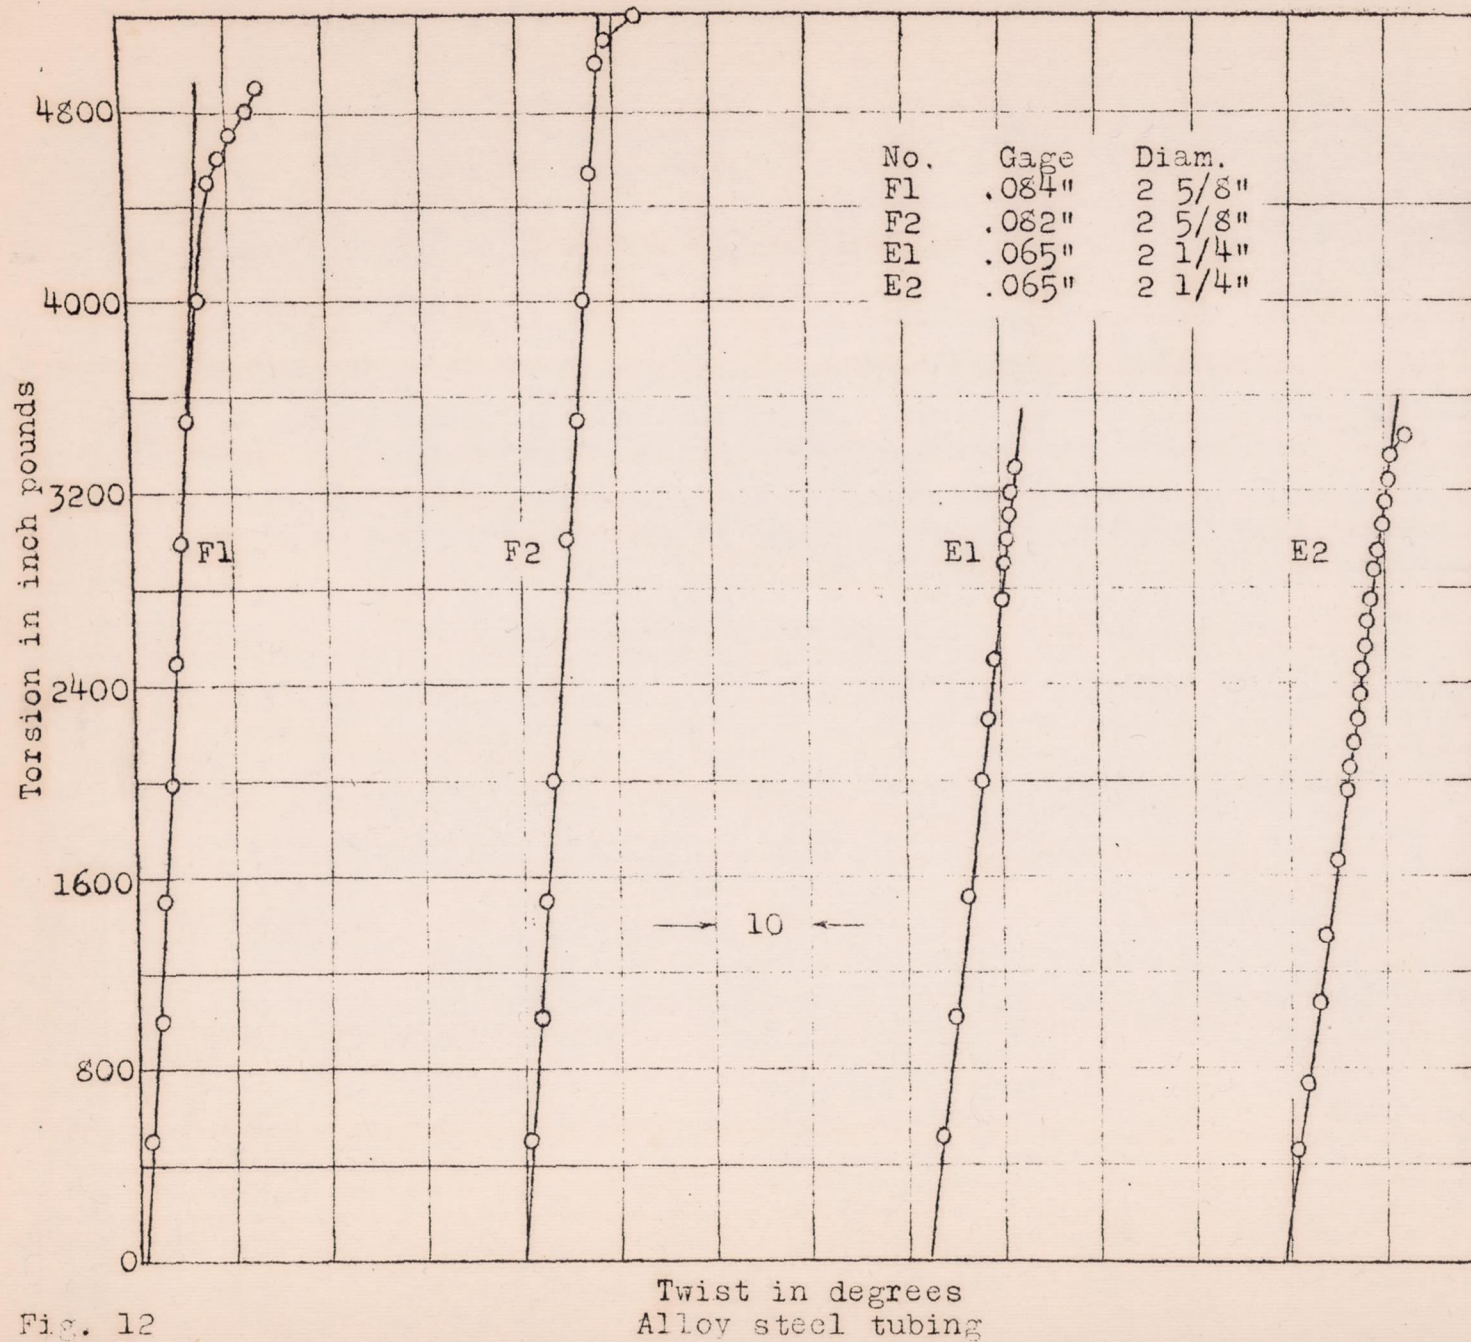 4800
4000
3200
2400
1600
800
0
Torsion in inch pounds
No. Gage Diam.
F1 .084" 2 5/8"
F2 .082" 2 5/8"
E1 .065" 2 1/4"
E2 .065" 2 1/4"
F1
F2
E1
E2
10
Twist in degrees
Alloy steel tubing
Fig. 12